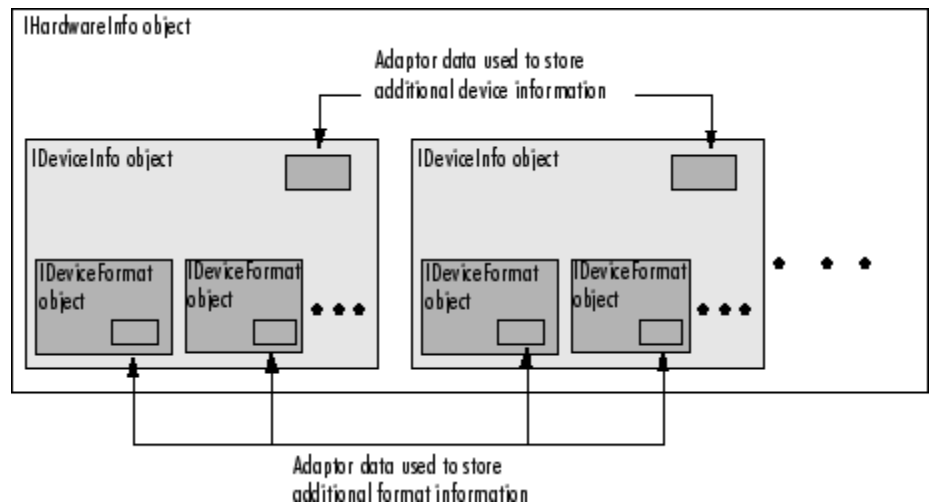 IHardwareInfo object
Adaptor data used to store
additional device information
IDeviceInfo object
IDeviceInfo object
IDeviceFormat
object
IDeviceFormat
object
IDeviceFormat
object
IDeviceFormat
object
Adaptor data used to store
additional format information